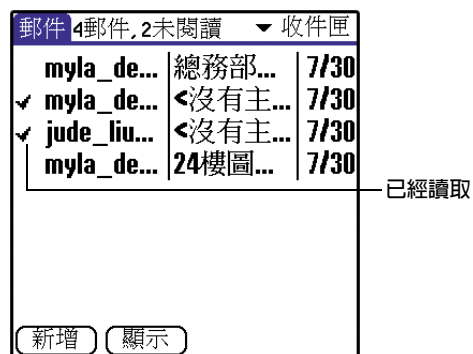 郵件 4郵件,2未閱讀 收件匣
myla_de... 總務部... 7/30
myla_de... <沒有主... 7/30
jude_liu... <沒有主... 7/30
myla_de... 24樓圖... 7/30
已經讀取
新增 顯示